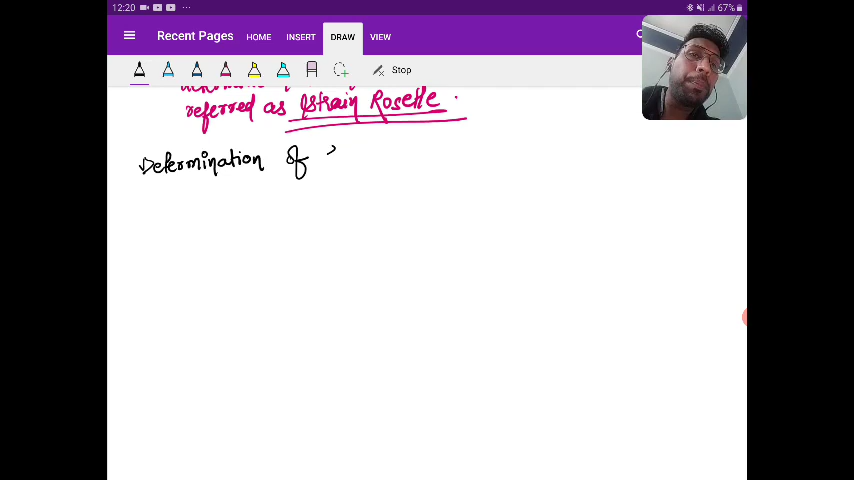 12:20
67%
Recent Pages HOME INSERT DRAW VIEW
Stop
referred as Strain Rosette.
Determination of